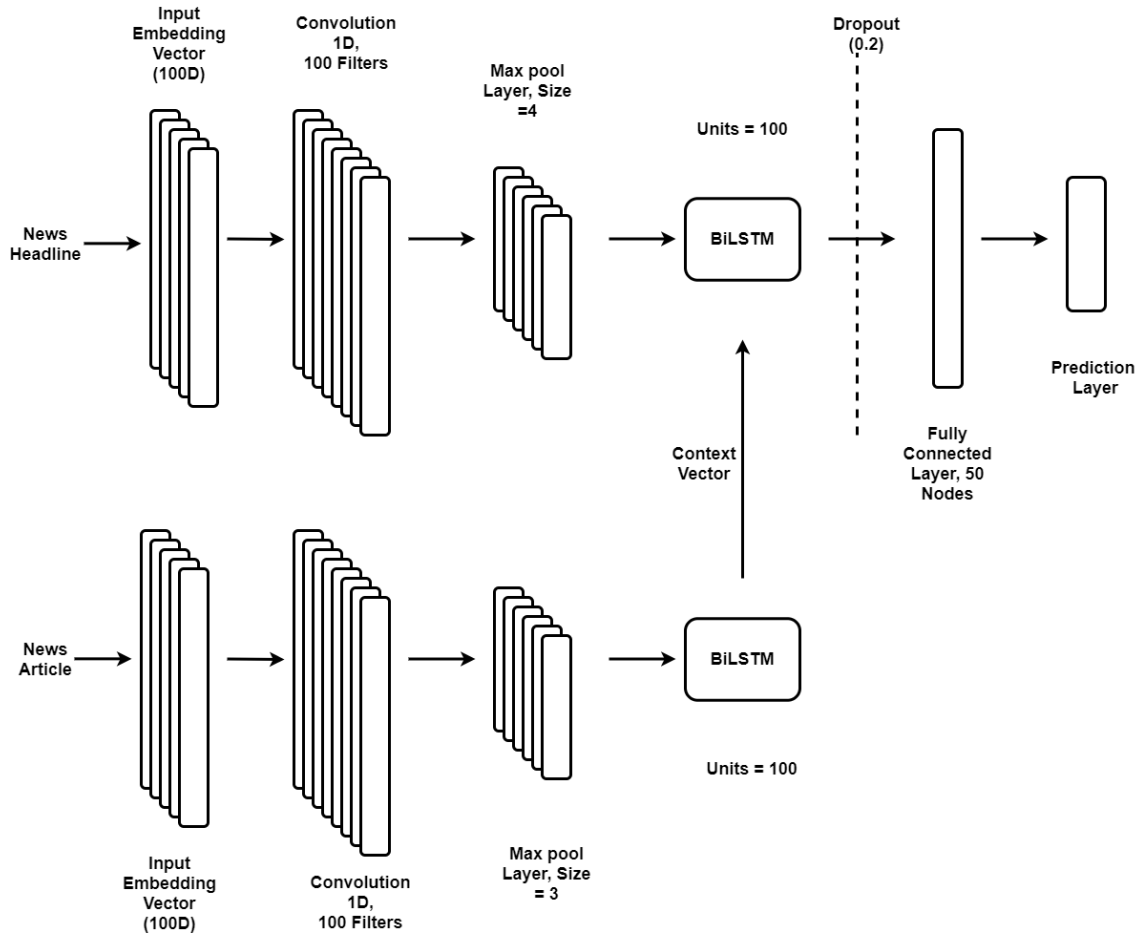 Input
Embedding
Vector
(100D)
Convolution
1D,
100 Filters
Max pool
Layer, Size
=4
Units = 100
Dropout
(0.2)
News
Headline
BiLSTM
Prediction
Layer
Fully
Connected
Layer, 50
Nodes
Context
Vector
News
Article
BiLSTM
Units = 100
Input
Embedding
Vector
(100D)
Convolution
1D,
100 Filters
Max pool
Layer, Size
= 3